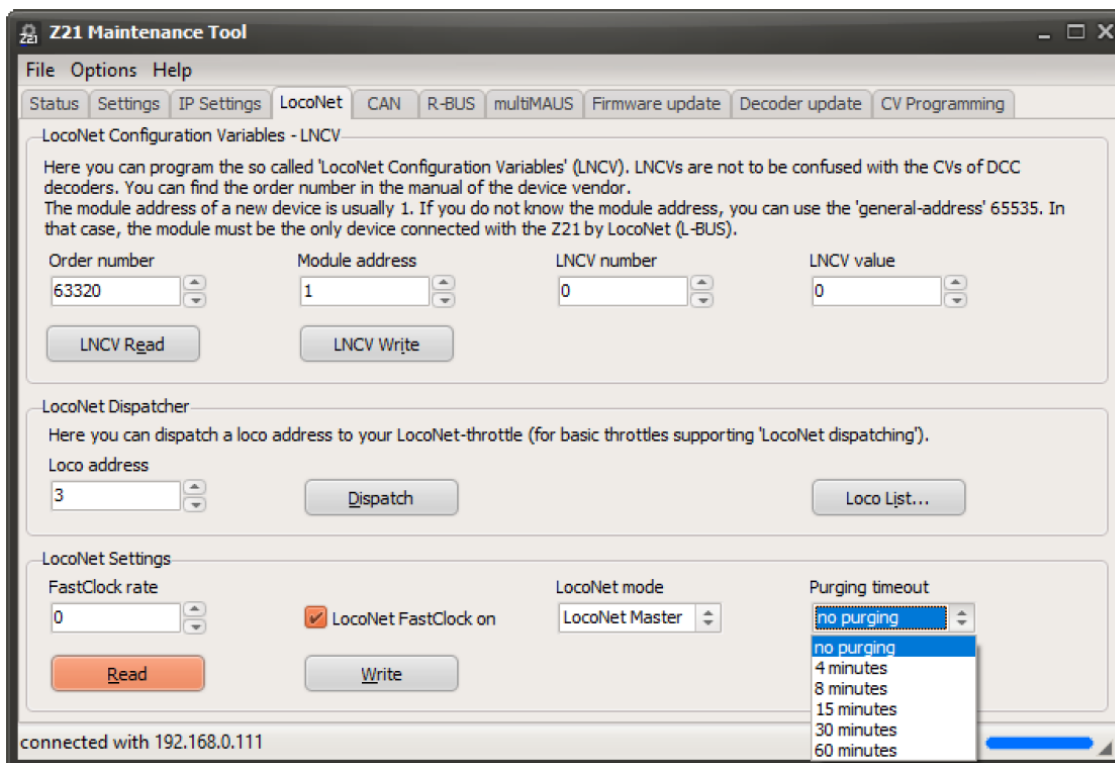 Z21 Z21 Maintenance Tool
File Options Help
Status Settings IP Settings LocoNet CAN R-BUS multiMAUS Firmware update Decoder update CV Programming
LocoNet Configuration Variables - LNCV
Here you can program the so called 'LocoNet Configuration Variables' (LNCV). LNCVs are not to be confused with the CVs of DCC
decoders. You can find the order number in the manual of the device vendor.
The module address of a new device is usually 1. If you do not know the module address, you can use the 'general-address' 65535. In
that case, the module must be the only device connected with the Z21 by LocoNet (L-BUS).
Order number Module address LNCV number LNCV value
63320 1 0 0
LNCV Read LNCV Write
LocoNet Dispatcher
Here you can dispatch a loco address to your LocoNet-throttle (for basic throttles supporting 'LocoNet dispatching').
Loco address
3 Dispatch Loco List...
LocoNet Settings
FastClock rate LocoNet mode Purging timeout
0 LocoNet FastClock on LocoNet Master no purging
no purging
Read Write 4 minutes
8 minutes
15 minutes
30 minutes
connected with 192.168.0.111 60 minutes